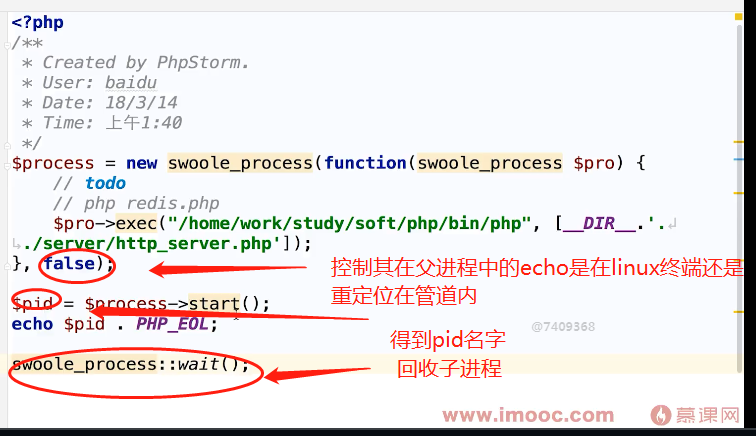 <?php
/**
 * Created by PhpStorm.
 * User: baidu
 * Date: 18/3/14
 * Time: 上午1:40
 */
$process = new swoole_process(function(swoole_process $pro) {
    // todo
    // php redis.php
    $pro->exec("/home/work/study/soft/php/bin/php", [__DIR__.'.
./server/http_server.php']);
}, false);
控制其在父进程中的echo是在linux终端还是
重定位在管道内
$pid = $process->start();
echo $pid . PHP_EOL;
@7409368
得到pid名字
回收子进程
swoole_process::wait();
www.imooc.com 慕课网